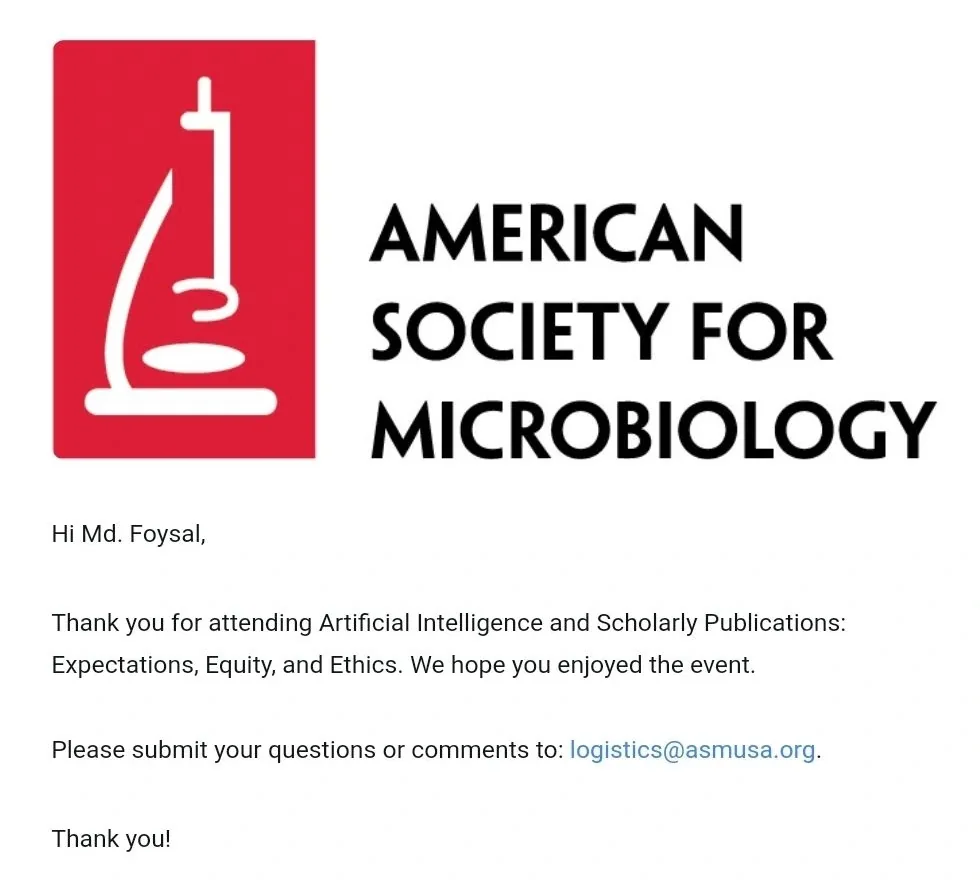 AMERICAN
SOCIETY FOR
MICROBIOLOGY
Hi Md. Foysal,
Thank you for attending Artificial Intelligence and Scholarly Publications:
Expectations, Equity, and Ethics. We hope you enjoyed the event.
Please submit your questions or comments to: logistics@asmusa.org.
Thank you!